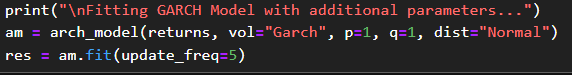 print("\nFitting GARCH Model with additional parameters...")
am = arch_model(returns, vol="Garch", p=1, q=1, dist="Normal")
res = am.fit(update_freq=5)